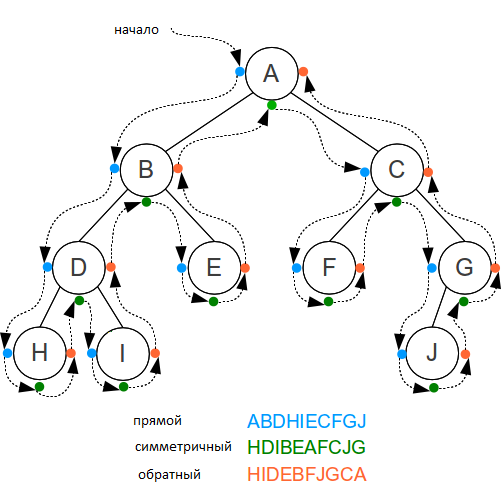 начало
A
B
C
D
E
F
G
H
I
J
прямой ABDHIECFGJ
симметричный HDIBEAFCJG
обратный HIDEBFJGCA